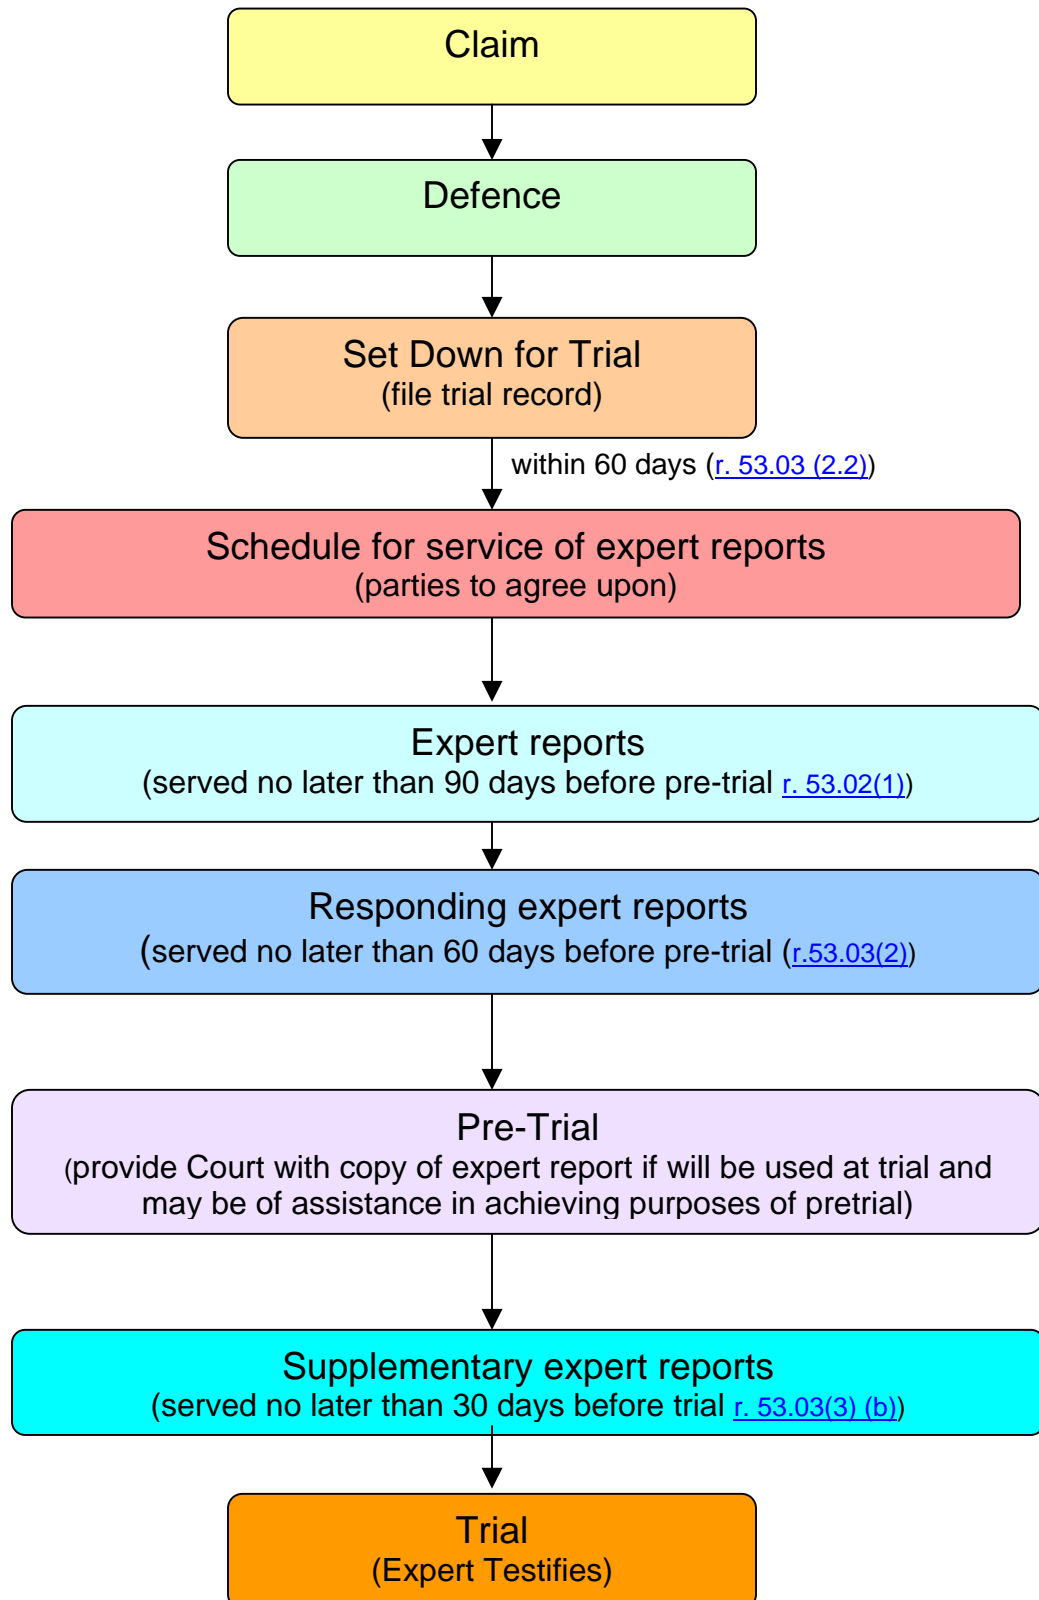 Claim
Defence
Set Down for Trial
(file trial record)
within 60 days (r. 53.03 (2.2))
Schedule for service of expert reports
(parties to agree upon)
Expert reports
(served no later than 90 days before pre-trial r. 53.02(1))
Responding expert reports
(served no later than 60 days before pre-trial (r.53.03(2))
Pre-Trial
(provide Court with copy of expert report if will be used at trial and
may be of assistance in achieving purposes of pretrial)
Supplementary expert reports
(served no later than 30 days before trial r. 53.03(3) (b))
Trial
(Expert Testifies)